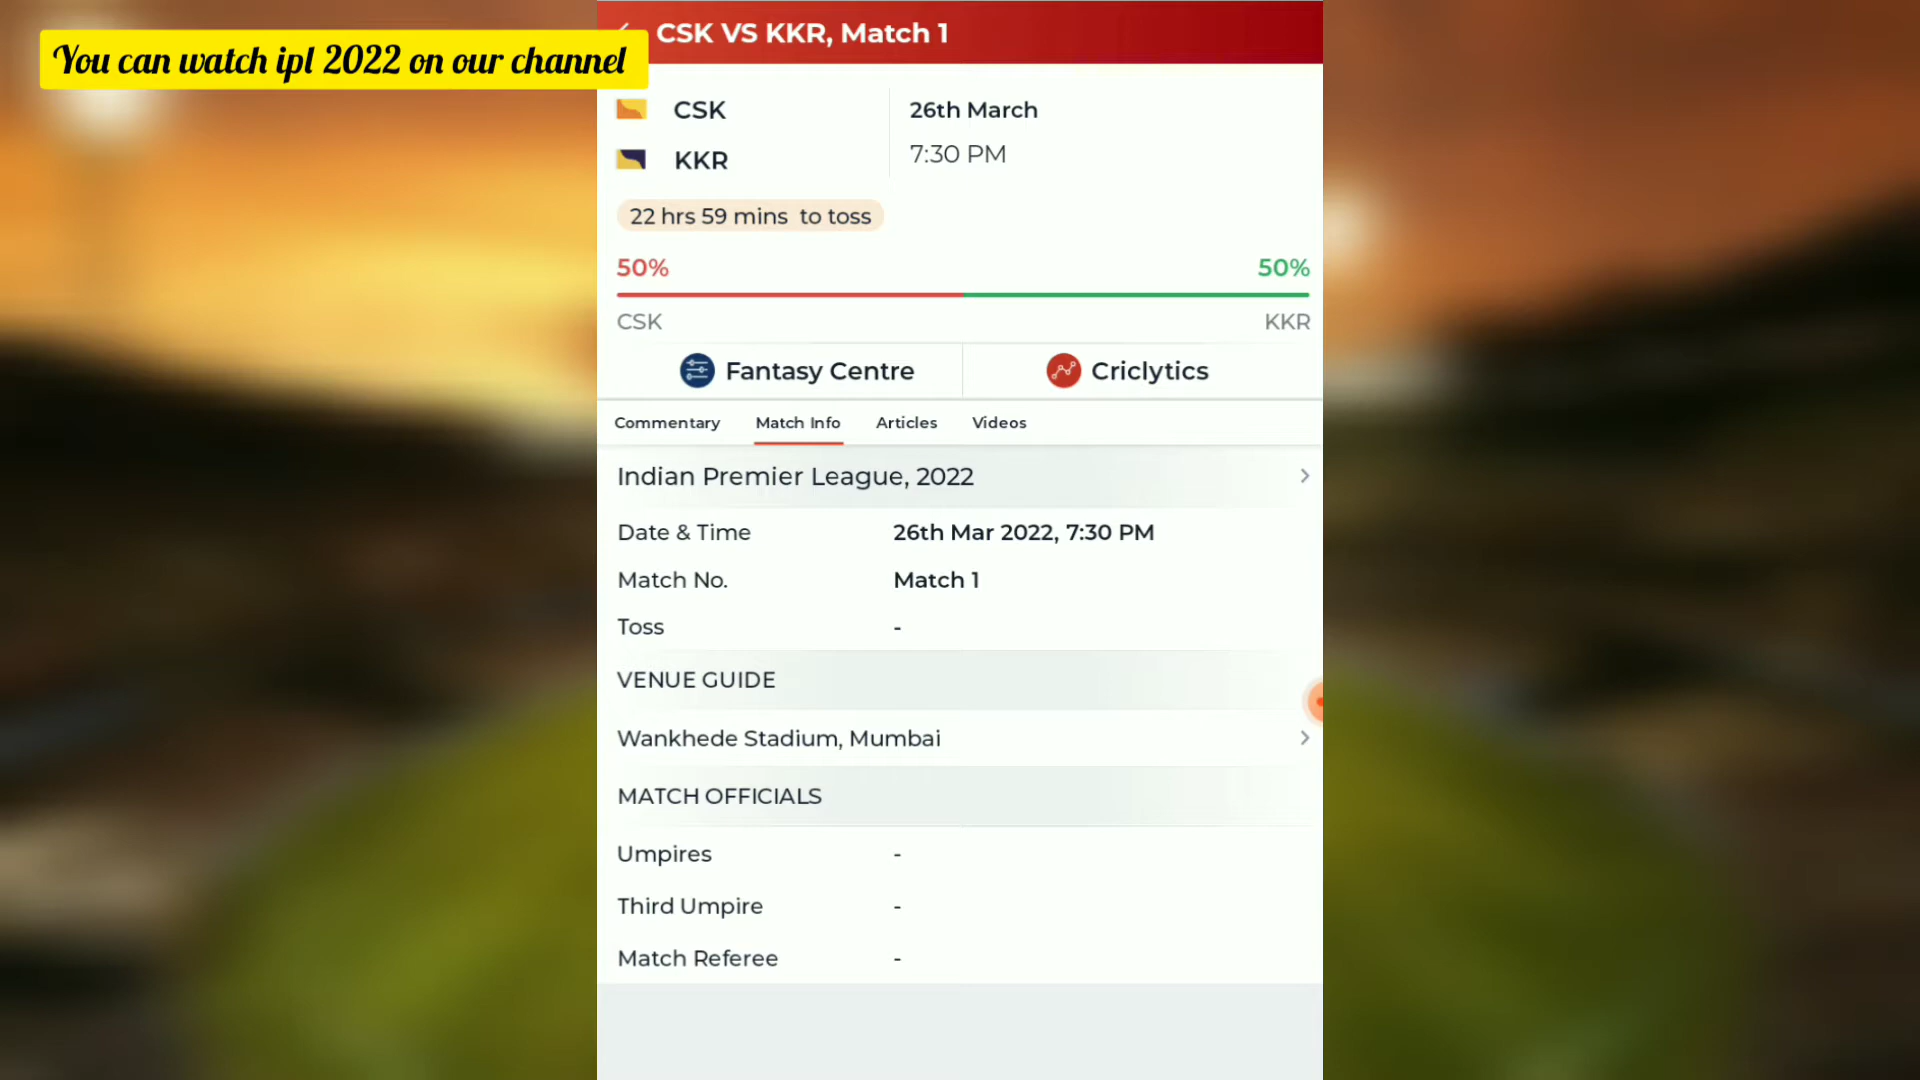 You can watch ipl 2022 on our channel
CSK VS KKR, Match 1
CSK
26th March
KKR
7:30 PM
22 hrs 59 mins to toss
50%
50%
CSK
KKR
Fantasy Centre
Criclytics
Commentary
Match Info
Articles
Videos
Indian Premier League, 2022
Date & Time
26th Mar 2022, 7:30 PM
Match No.
Match 1
Toss
-
VENUE GUIDE
Wankhede Stadium, Mumbai
MATCH OFFICIALS
Umpires
-
Third Umpire
-
Match Referee
-